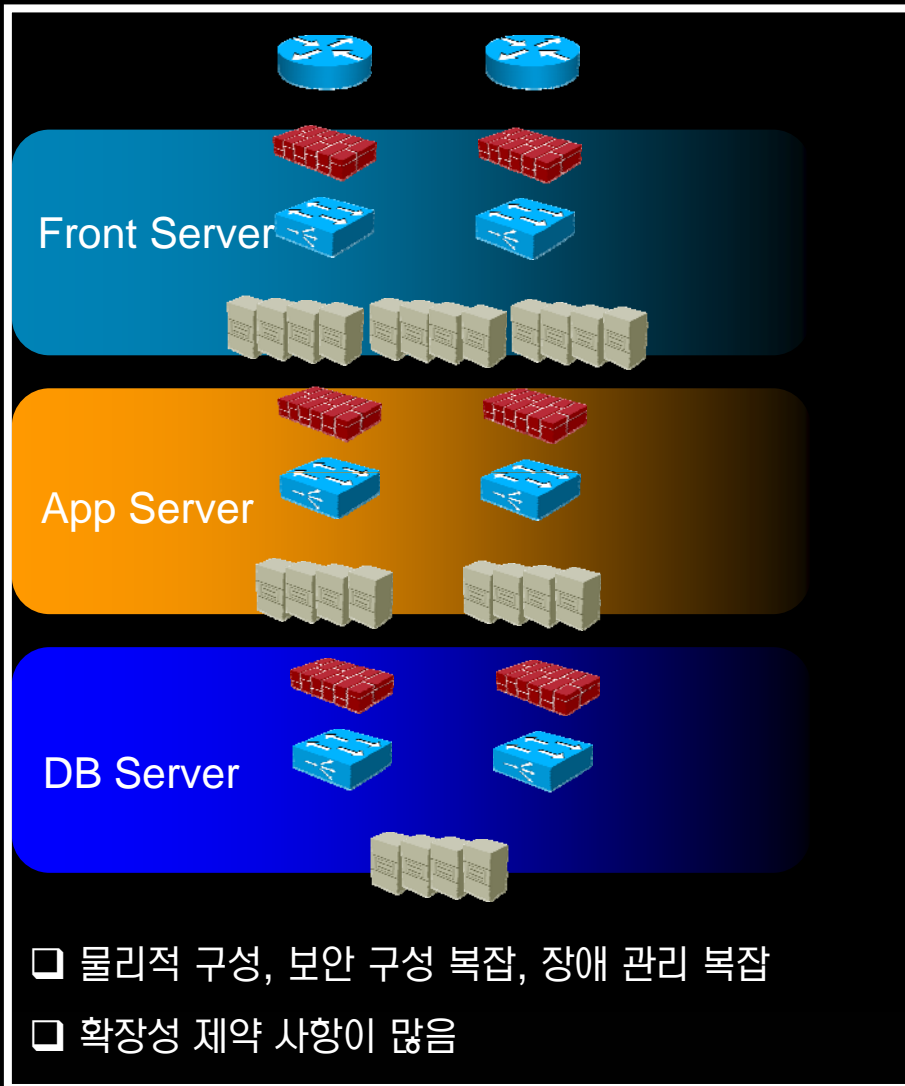 Front Server
App Server
DB Server
❑ 물리적 구성, 보안 구성 복잡, 장애 관리 복잡
❑ 확장성 제약 사항이 많음